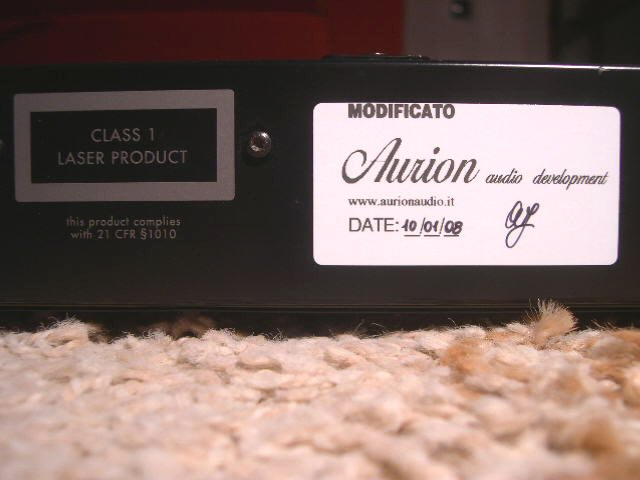 CLASS 1
LASER PRODUCT
this product complies
with 21 CFR §1010
MODIFICATO
Aurion audio development
www.aurionaudio.it
DATE: 10/01/08